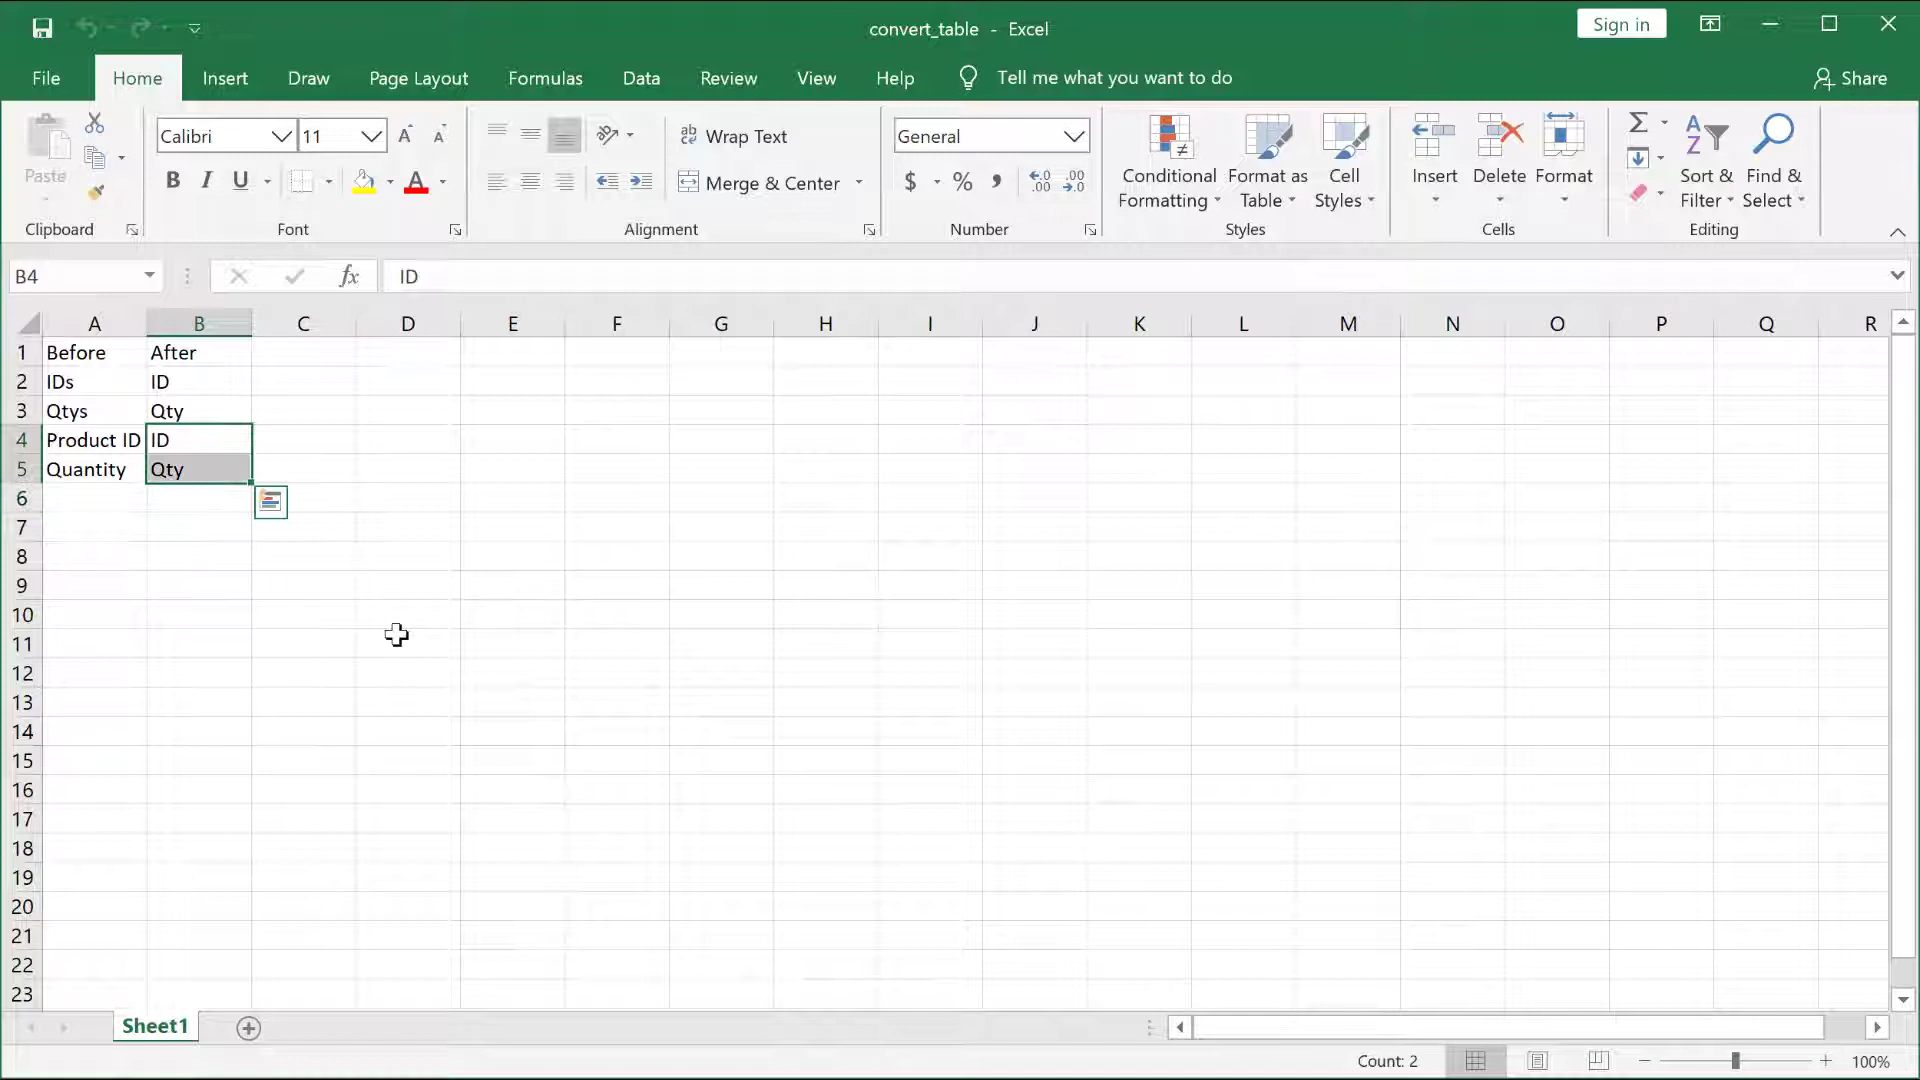 convert_table - Excel
Sign in
File Home Insert Draw Page Layout Formulas Data Review View Help Tell me what you want to do Share
Paste
Calibri 11
Wrap Text
General
Conditional Formatting
Format as Table
Cell Styles
Insert
Delete
Format
Sort & Filter
Find & Select
B I U
Merge & Center
$ % ,
Clipboard Font Alignment Number Styles Cells Editing
B4 fx ID
A B C D E F G H I J K L M N O P Q R
1 Before After
2 IDs ID
3 Qtys Qty
4 Product ID ID
5 Quantity Qty
6
7
8
9
10
11
12
13
14
15
16
17
18
19
20
21
22
23
Sheet1
Count: 2 100%